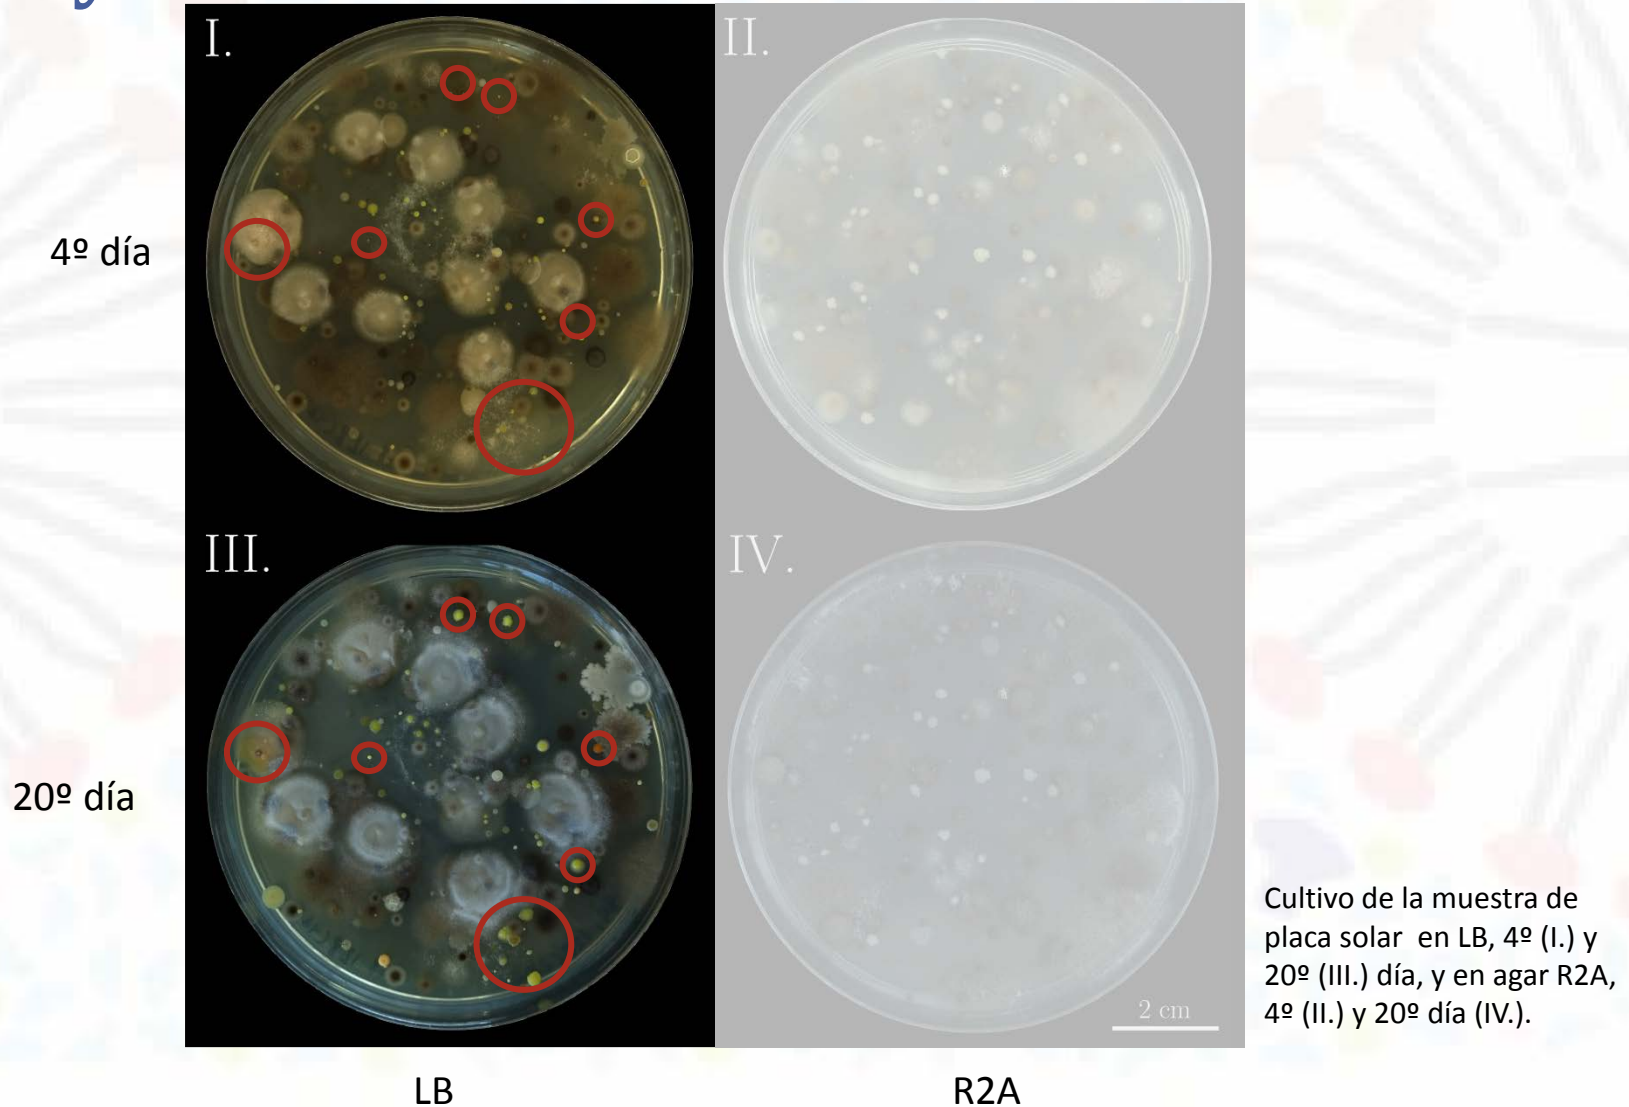 I.
II.
4º día
III.
IV.
20º día
2 cm
Cultivo de la muestra de
placa solar en LB, 4º (I.) y
20º (III.) día, y en agar R2A,
4º (II.) y 20º día (IV.).
LB
R2A